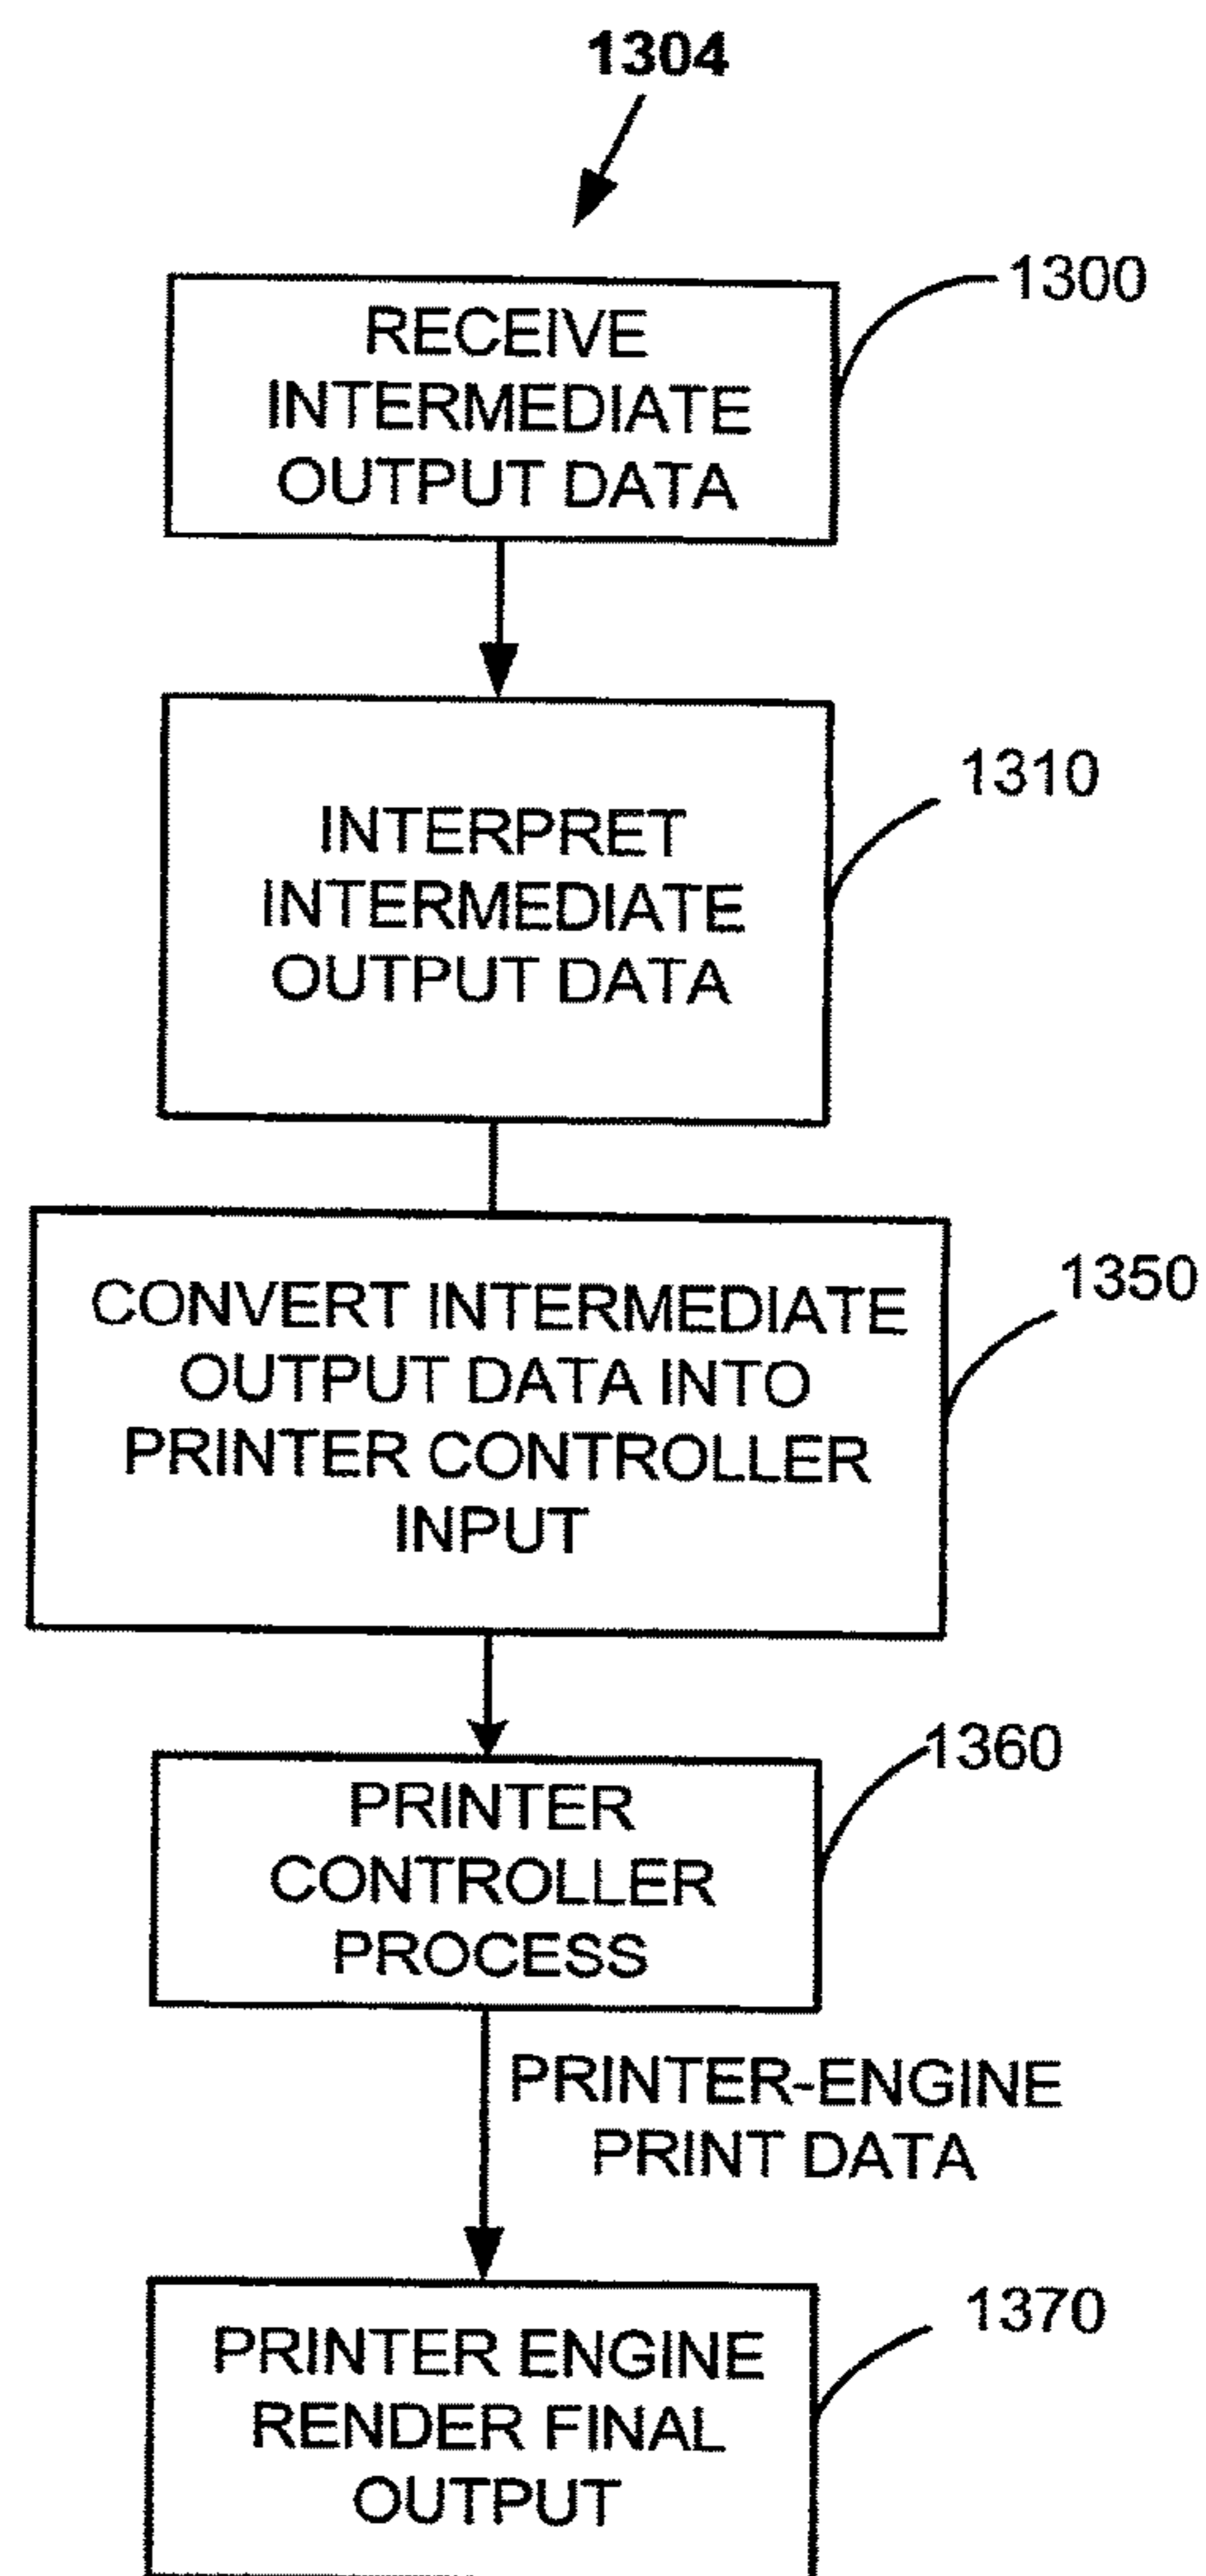 1304
1300
RECEIVE
INTERMEDIATE
OUTPUT DATA
1310
INTERPRET
INTERMEDIATE
OUTPUT DATA
1350
CONVERT INTERMEDIATE
OUTPUT DATA INTO
PRINTER CONTROLLER
INPUT
1360
PRINTER
CONTROLLER
PROCESS
PRINTER-ENGINE
PRINT DATA
1370
PRINTER ENGINE
RENDER FINAL
OUTPUT